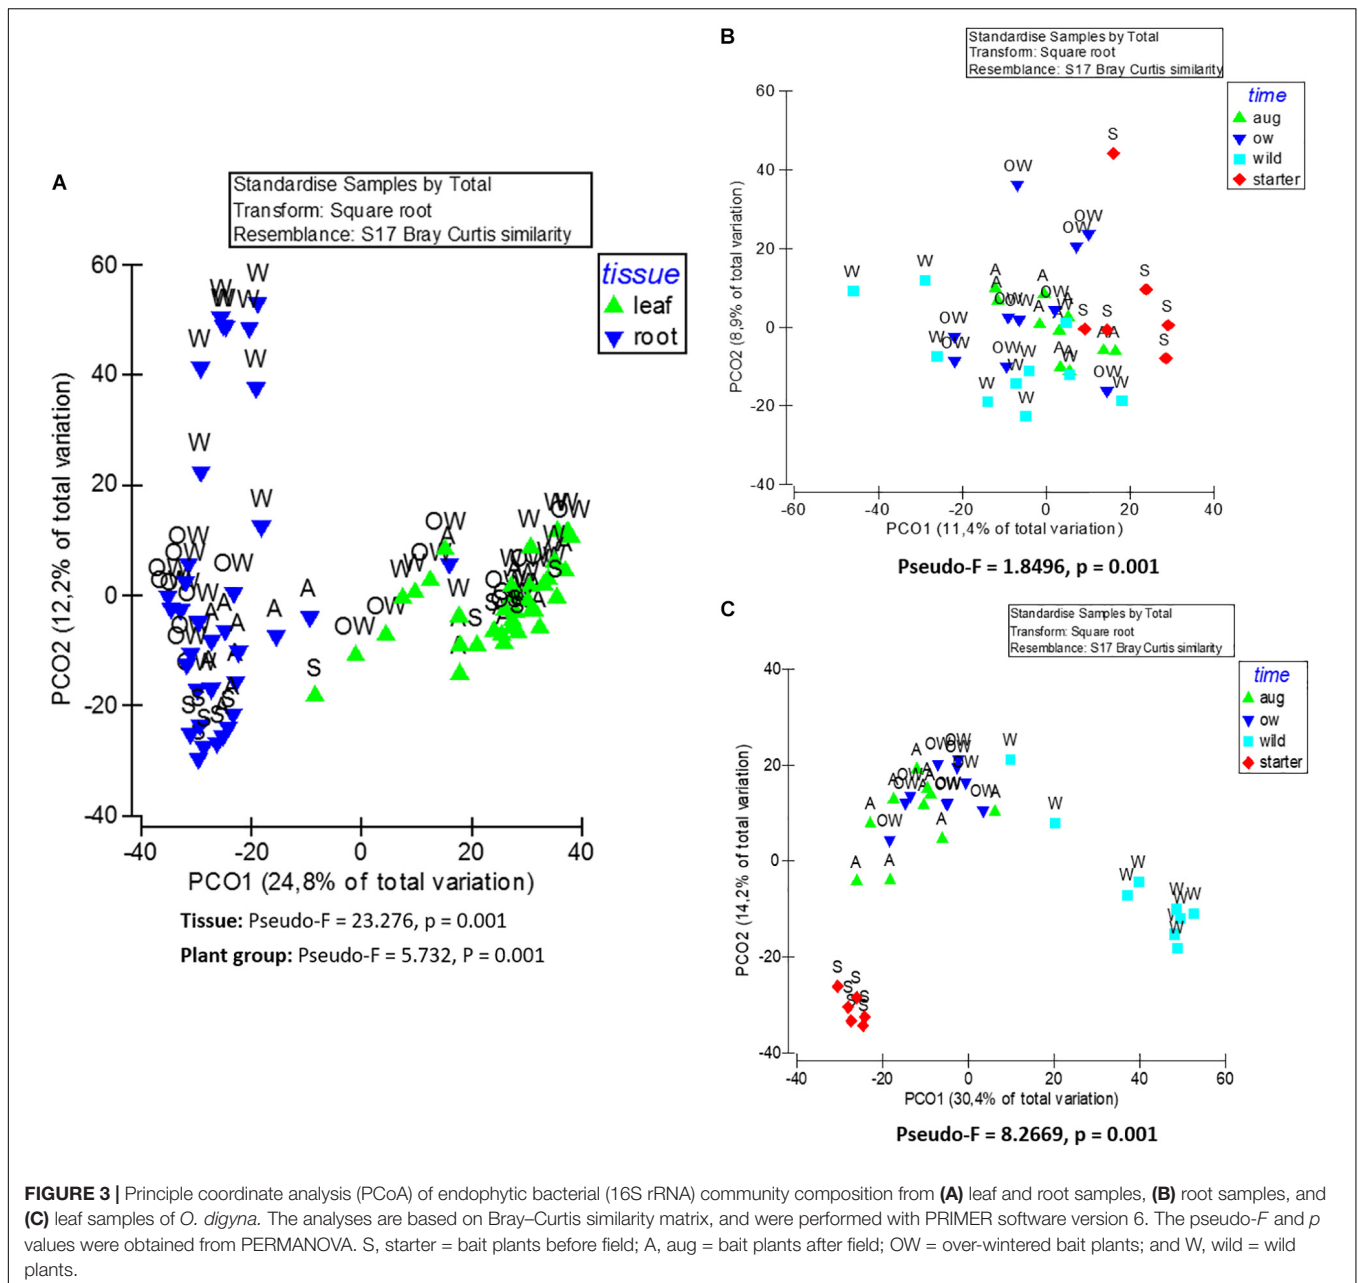 A
Standardise Samples by Total
Transform: Square root
Resemblance: S17 Bray Curtis similarity
tissue
leaf
root
60
40
20
0
-20
-40
PCO2 (12,2% of total variation)
-40
-20
0
20
40
PCO1 (24,8% of total variation)
Tissue: Pseudo-F = 23.276, p = 0.001
Plant group: Pseudo-F = 5.732, P = 0.001
B
Standardise Samples by Total
Transform: Square root
Resemblance: S17 Bray Curtis similarity
time
aug
ow
wild
starter
60
40
20
0
-20
-40
PCO2 (8,9% of total variation)
-60
-40
-20
0
20
40
PCO1 (11,4% of total variation)
Pseudo-F = 1.8496, p = 0.001
C
Standardise Samples by Total
Transform: Square root
Resemblance: S17 Bray Curtis similarity
time
aug
ow
wild
starter
40
20
0
-20
-40
PCO2 (14,2% of total variation)
-40
-20
0
20
40
60
PCO1 (30,4% of total variation)
Pseudo-F = 8.2669, p = 0.001
FIGURE 3 | Principle coordinate analysis (PCoA) of endophytic bacterial (16S rRNA) community composition from (A) leaf and root samples, (B) root samples, and
(C) leaf samples of O. digyna. The analyses are based on Bray–Curtis similarity matrix, and were performed with PRIMER software version 6. The pseudo-F and p
values were obtained from PERMANOVA. S, starter = bait plants before field; A, aug = bait plants after field; OW = over-wintered bait plants; and W, wild = wild
plants.